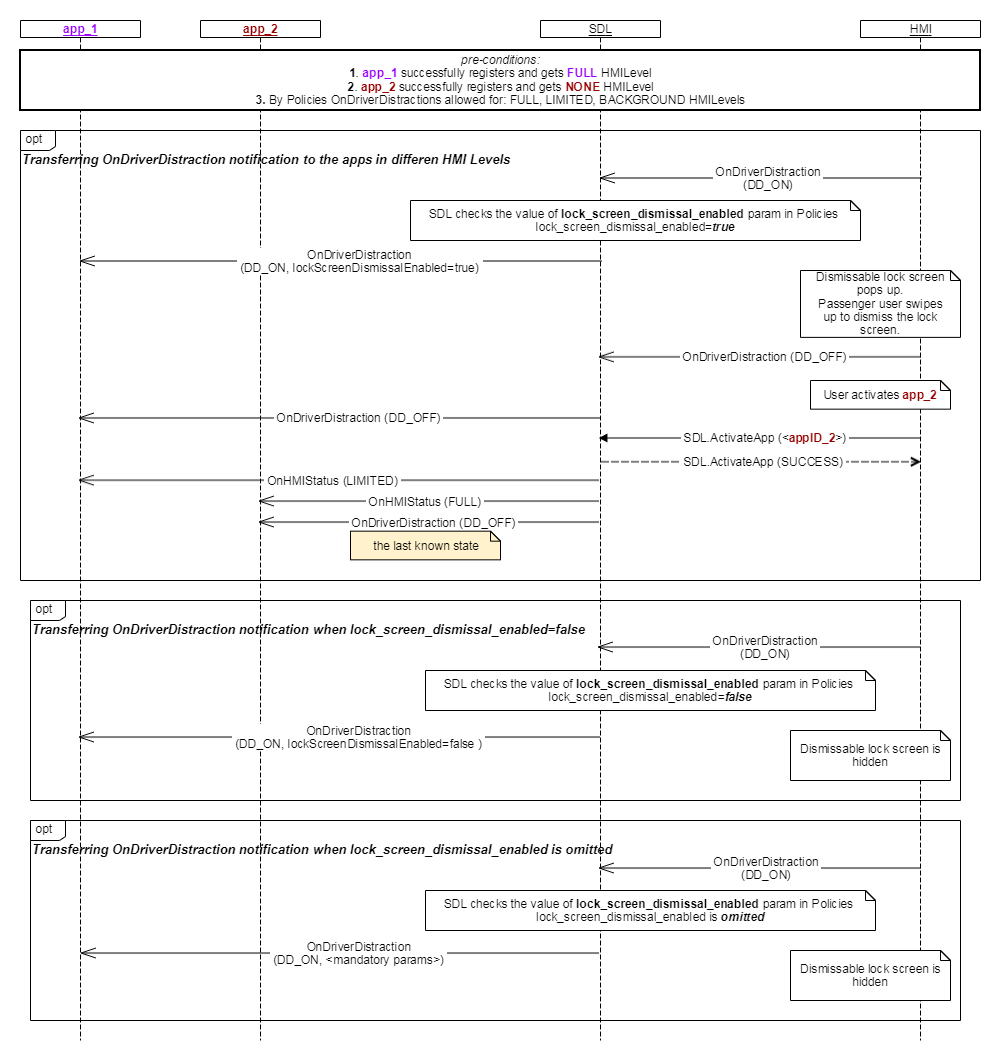 app_1
app_2
SDL
HMI
pre-conditions:
1. app_1 successfully registers and gets FULL HMILevel
2. app_2 successfully registers and gets NONE HMILevel
3. By Policies OnDriverDistractions allowed for: FULL, LIMITED, BACKGROUND HMILevels
opt
Transferring OnDriverDistraction notification to the apps in differen HMI Levels
OnDriverDistraction
(DD_ON)
SDL checks the value of lock_screen_dismissal_enabled param in Policies
lock_screen_dismissal_enabled=true
OnDriverDistraction
(DD_ON, lockScreenDismissalEnabled=true)
Dismissable lock screen
pops up.
Passenger user swipes
up to dismiss the lock
screen.
OnDriverDistraction (DD_OFF)
User activates app_2
OnDriverDistraction (DD_OFF)
SDL.ActivateApp (<appID_2>)
SDL.ActivateApp (SUCCESS)
OnHMIStatus (LIMITED)
OnHMIStatus (FULL)
OnDriverDistraction (DD_OFF)
the last known state
opt
Transferring OnDriverDistraction notification when lock_screen_dismissal_enabled=false
OnDriverDistraction
(DD_ON)
SDL checks the value of lock_screen_dismissal_enabled param in Policies
lock_screen_dismissal_enabled=false
OnDriverDistraction
(DD_ON, lockScreenDismissalEnabled=false )
Dismissable lock screen is
hidden
opt
Transferring OnDriverDistraction notification when lock_screen_dismissal_enabled is omitted
OnDriverDistraction
(DD_ON)
SDL checks the value of lock_screen_dismissal_enabled param in Policies
lock_screen_dismissal_enabled is omitted
OnDriverDistraction
(DD_ON, <mandatory params>)
Dismissable lock screen is
hidden